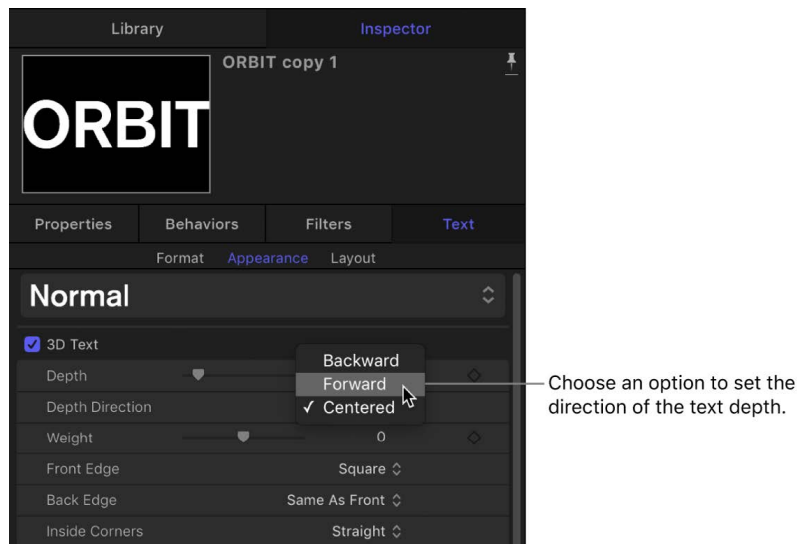 Library
Inspector
ORBIT copy 1
ORBIT
Properties
Behaviors
Filters
Text
Format
Appearance
Layout
Normal
3D Text
Depth
Backward
Forward
✓ Centered
Depth Direction
Weight
0
Front Edge
Square
Back Edge
Same As Front
Inside Corners
Straight
Choose an option to set the
direction of the text depth.